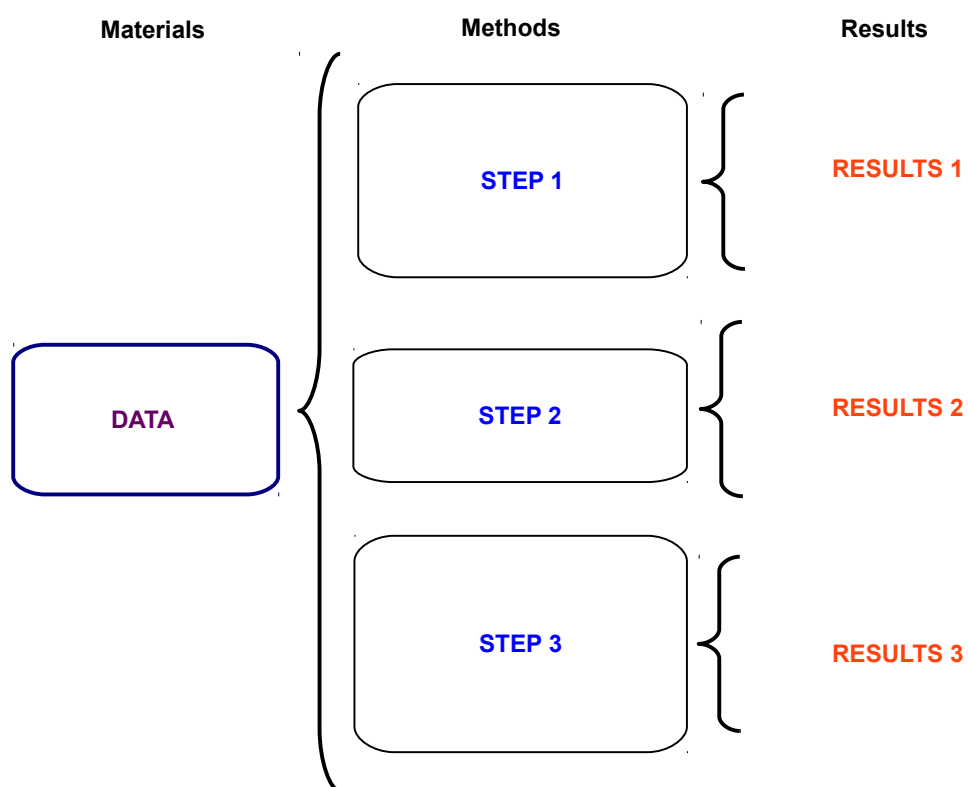 Materials
Methods
Results
STEP 1
RESULTS 1
DATA
STEP 2
RESULTS 2
STEP 3
RESULTS 3